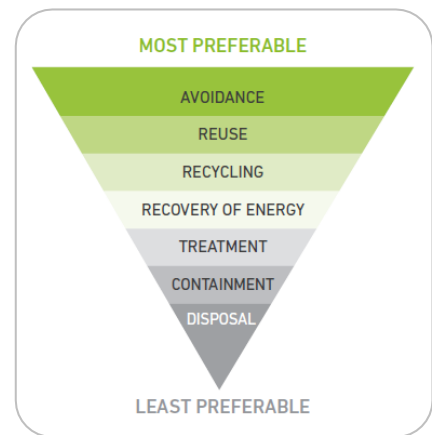 MOST PREFERABLE
AVOIDANCE
REUSE
RECYCLING
RECOVERY OF ENERGY
TREATMENT
CONTAINMENT
DISPOSAL
LEAST PREFERABLE